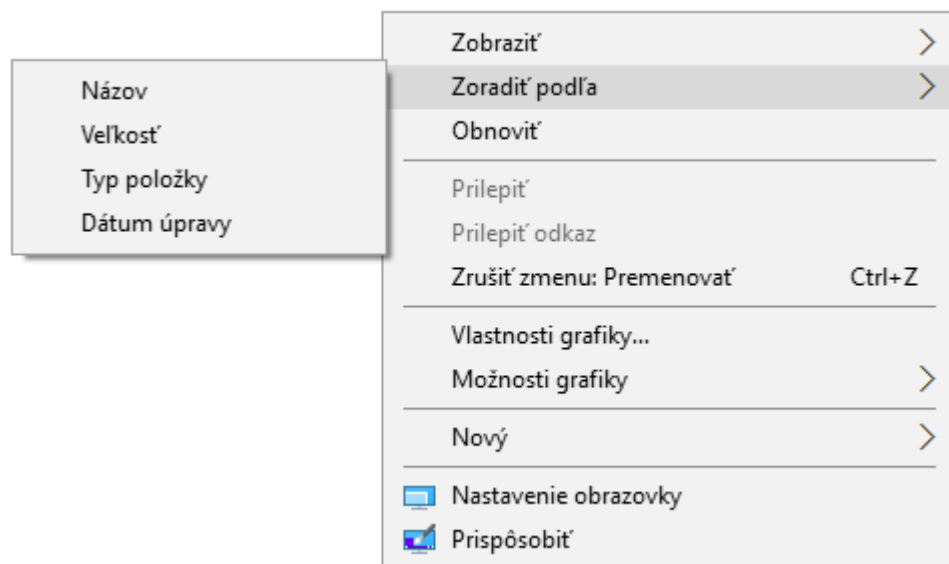 Zobraziť
Zoradiť podľa
Názov
Veľkosť
Typ položky
Dátum úpravy
Obnoviť
Prilepiť
Prilepiť odkaz
Zrušiť zmenu: Premenovať Ctrl+Z
Vlastnosti grafiky...
Možnosti grafiky
Nový
Nastavenie obrazovky
Prispôsobiť